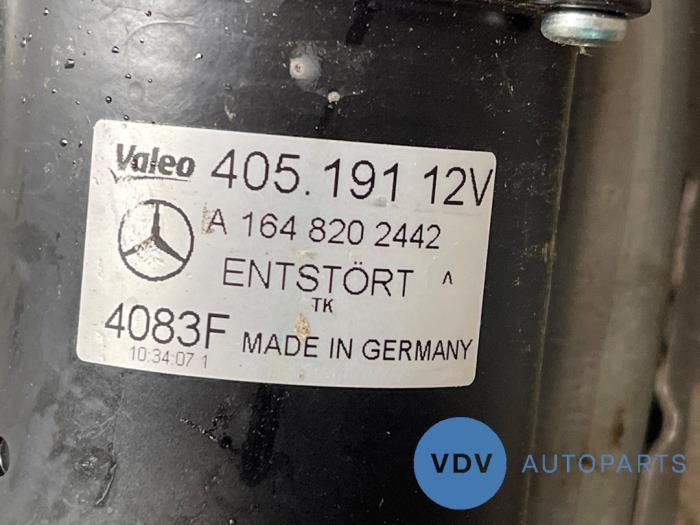 Valeo 405.191 12V
A 164 820 2442
ENTSTÖRT ^
TK
4083F MADE IN GERMANY
10:34:07 1
VDV AUTOPARTS